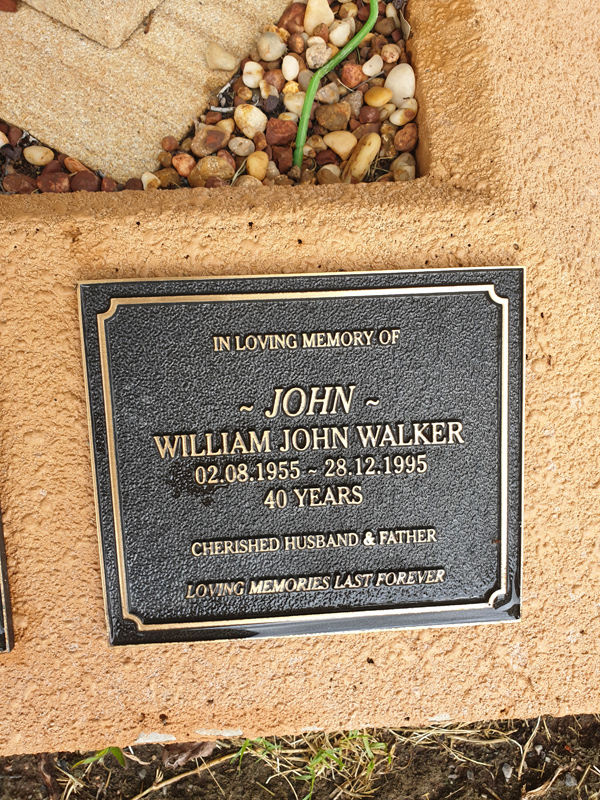 IN LOVING MEMORY OF
~ JOHN ~
WILLIAM JOHN WALKER
02.08.1955 ~ 28.12.1995
40 YEARS
CHERISHED HUSBAND & FATHER
LOVING MEMORIES LAST FOREVER